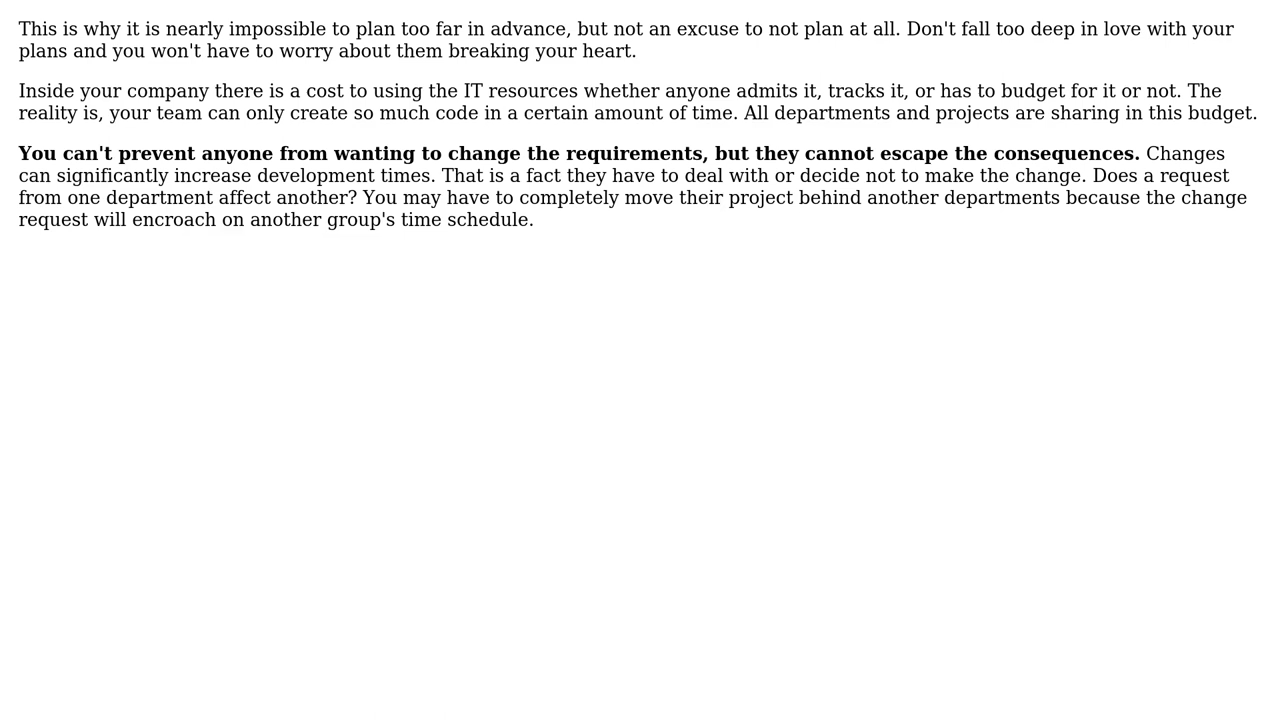 This is why it is nearly impossible to plan too far in advance, but not an excuse to not plan at all. Don't fall too deep in love with your
plans and you won't have to worry about them breaking your heart.
Inside your company there is a cost to using the IT resources whether anyone admits it, tracks it, or has to budget for it or not. The
reality is, your team can only create so much code in a certain amount of time. All departments and projects are sharing in this budget.
You can't prevent anyone from wanting to change the requirements, but they cannot escape the consequences. Changes
can significantly increase development times. That is a fact they have to deal with or decide not to make the change. Does a request
from one department affect another? You may have to completely move their project behind another departments because the change
request will encroach on another group's time schedule.